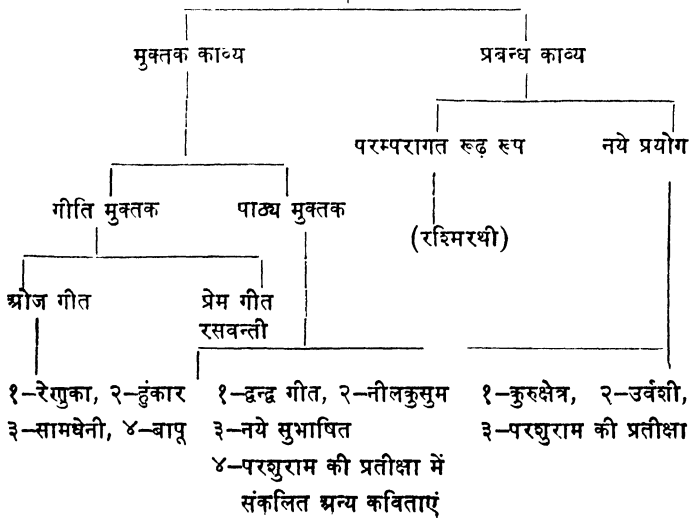 मुक्तक काव्य प्रबन्ध काव्य
परम्परागत रूढ़ रूप नये प्रयोग
गीति मुक्तक पाठ्य मुक्तक
(रश्मिरथी)
ओज गीत प्रेम गीत
रसवन्ती
१–रेणुका, २–हुंकार १–द्वन्द्व गीत, २–नीलकुसुम १–कुरुक्षेत्र, २–उर्वशी,
३–सामधेनी, ४–बापू ३–नये सुभाषित ३–परशुराम की प्रतीक्षा
४–परशुराम की प्रतीक्षा में
संकलित अन्य कविताएं